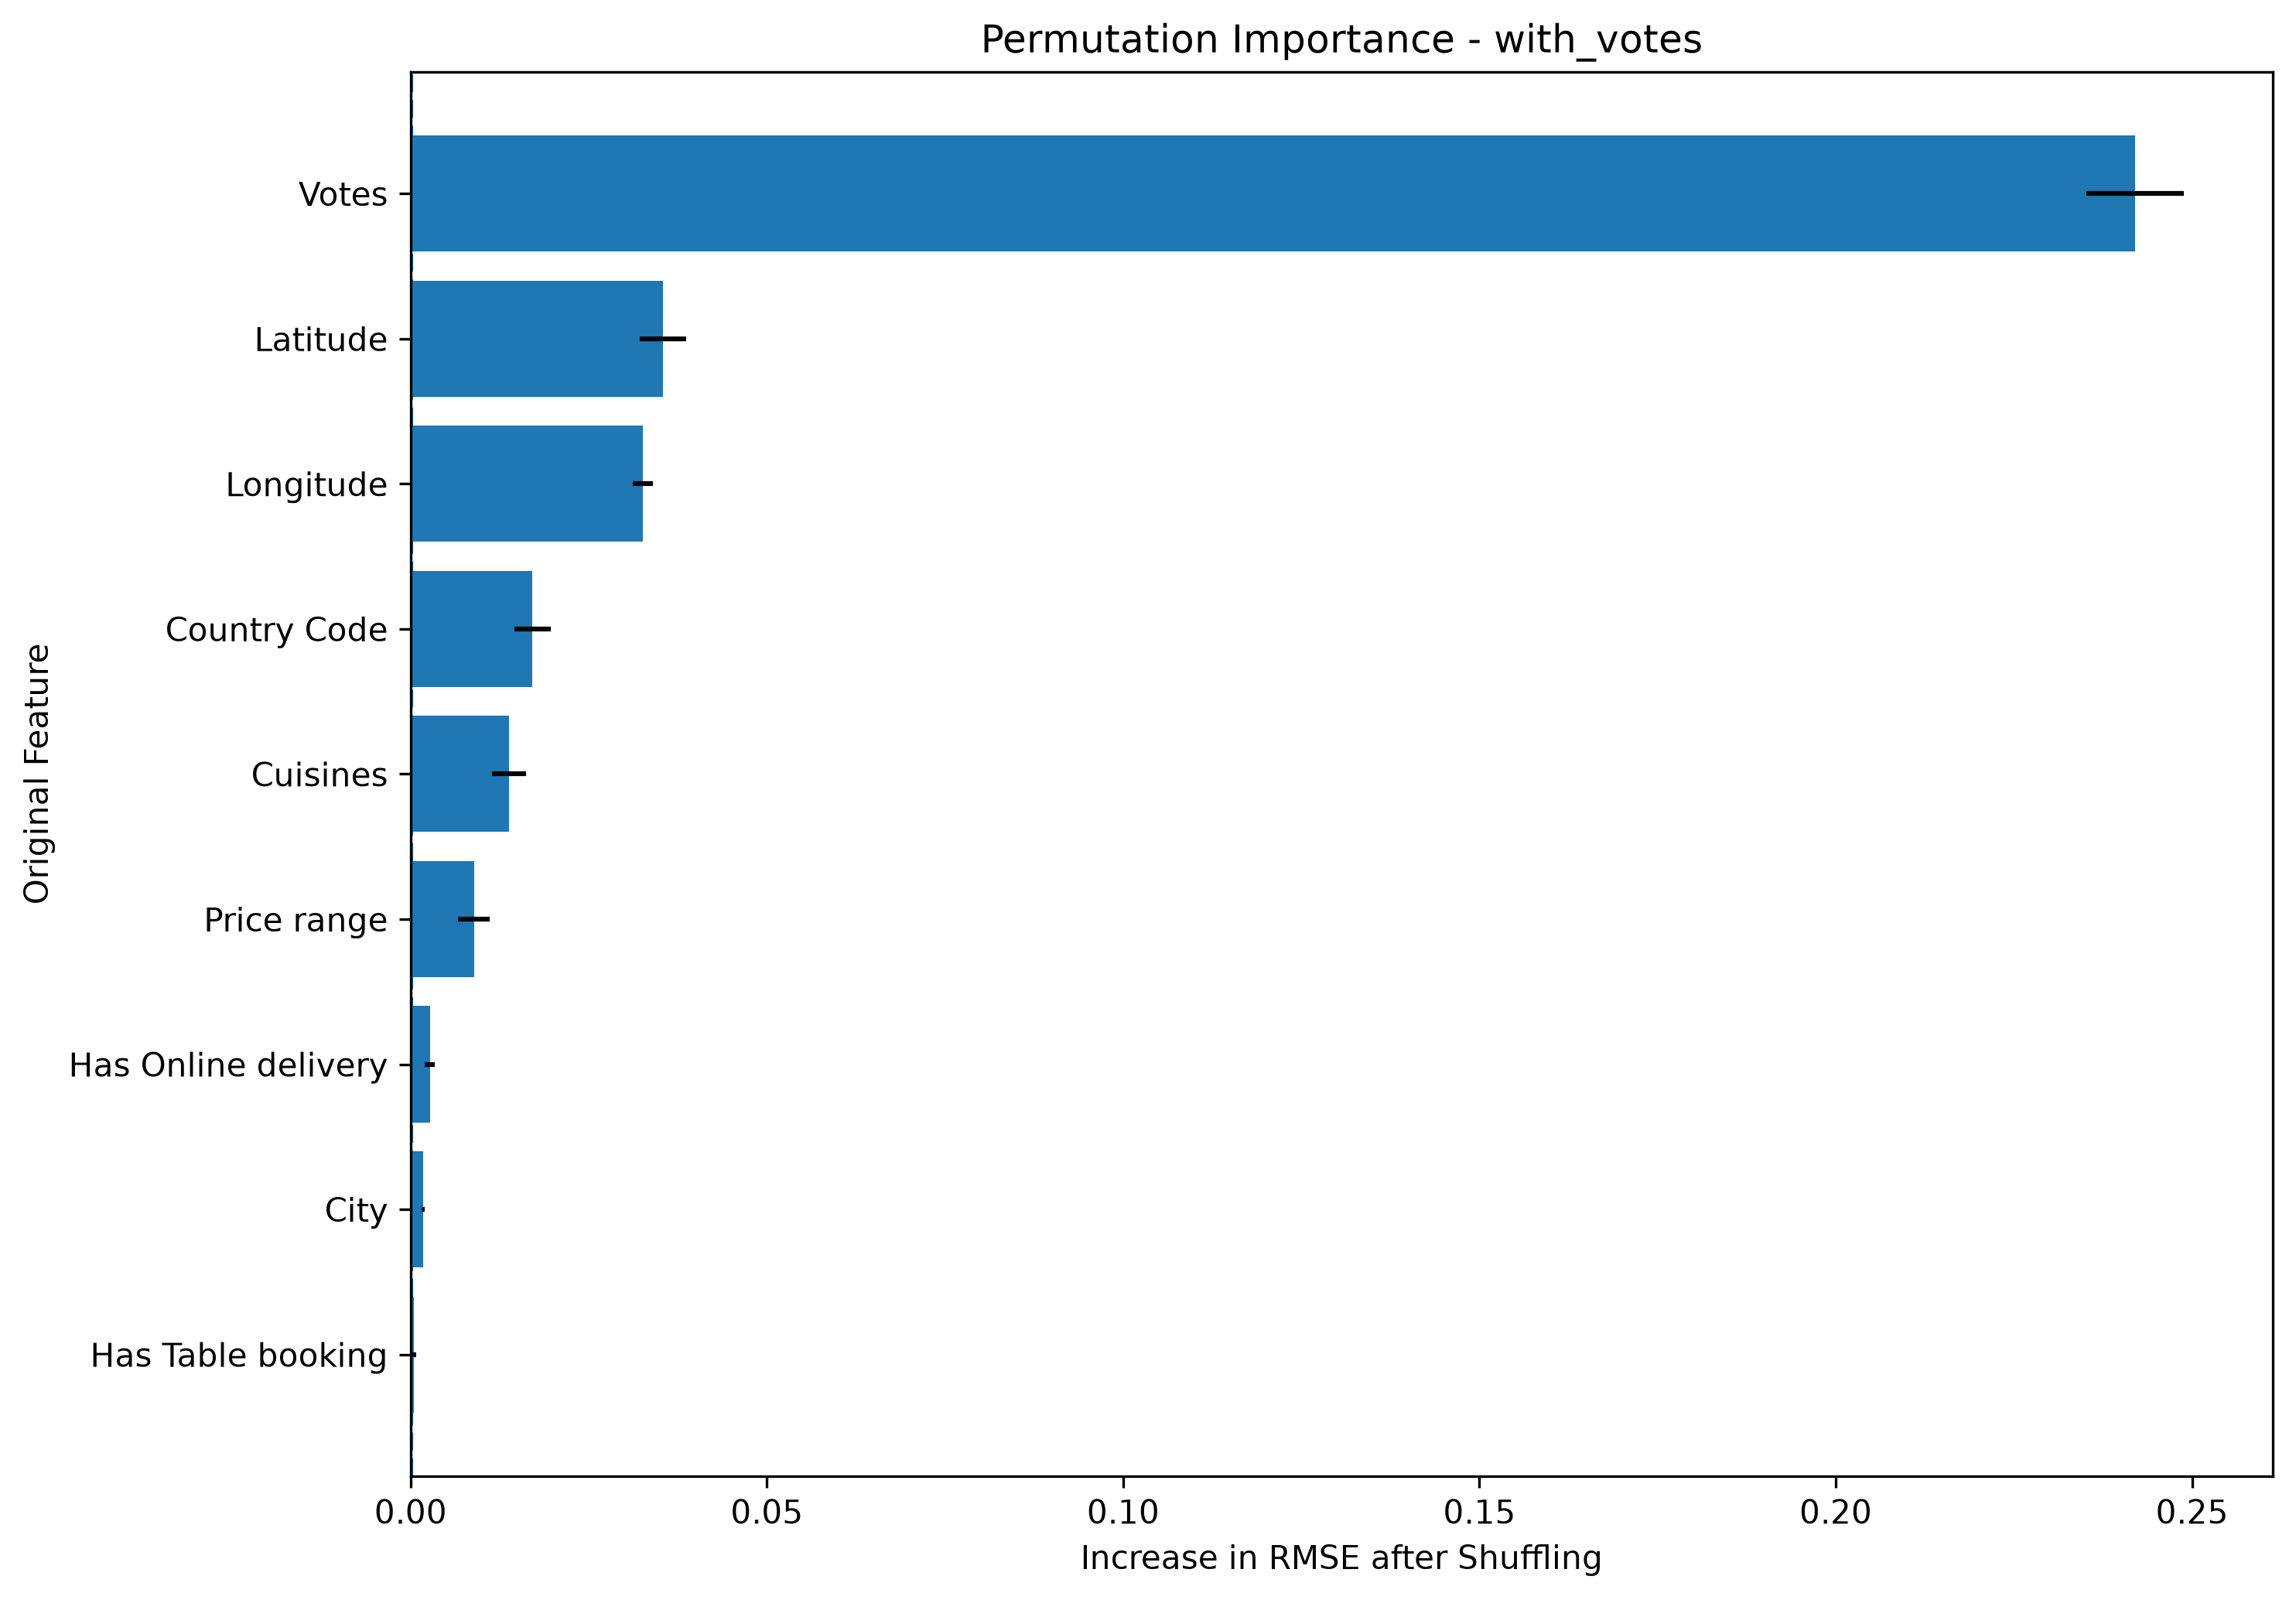 Permutation Importance - with_votes
Original Feature
Votes
Latitude
Longitude
Country Code
Cuisines
Price range
Has Online delivery
City
Has Table booking
0.00 0.05 0.10 0.15 0.20 0.25
Increase in RMSE after Shuffling